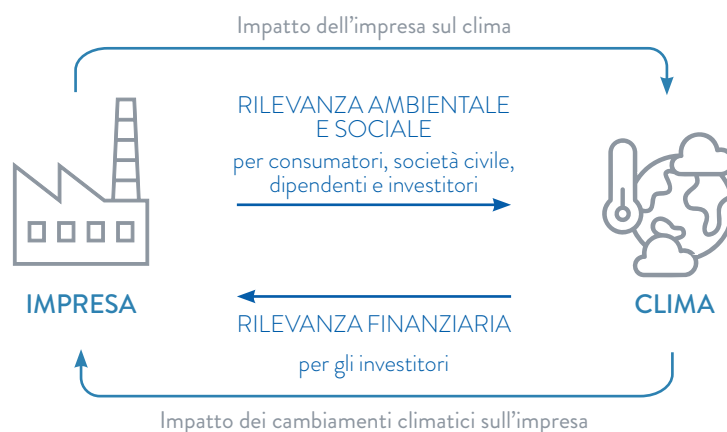 Impatto dell'impresa sul clima
RILEVANZA AMBIENTALE
E SOCIALE
per consumatori, società civile,
dipendenti e investitori
IMPRESA
CLIMA
RILEVANZA FINANZIARIA
per gli investitori
Impatto dei cambiamenti climatici sull'impresa